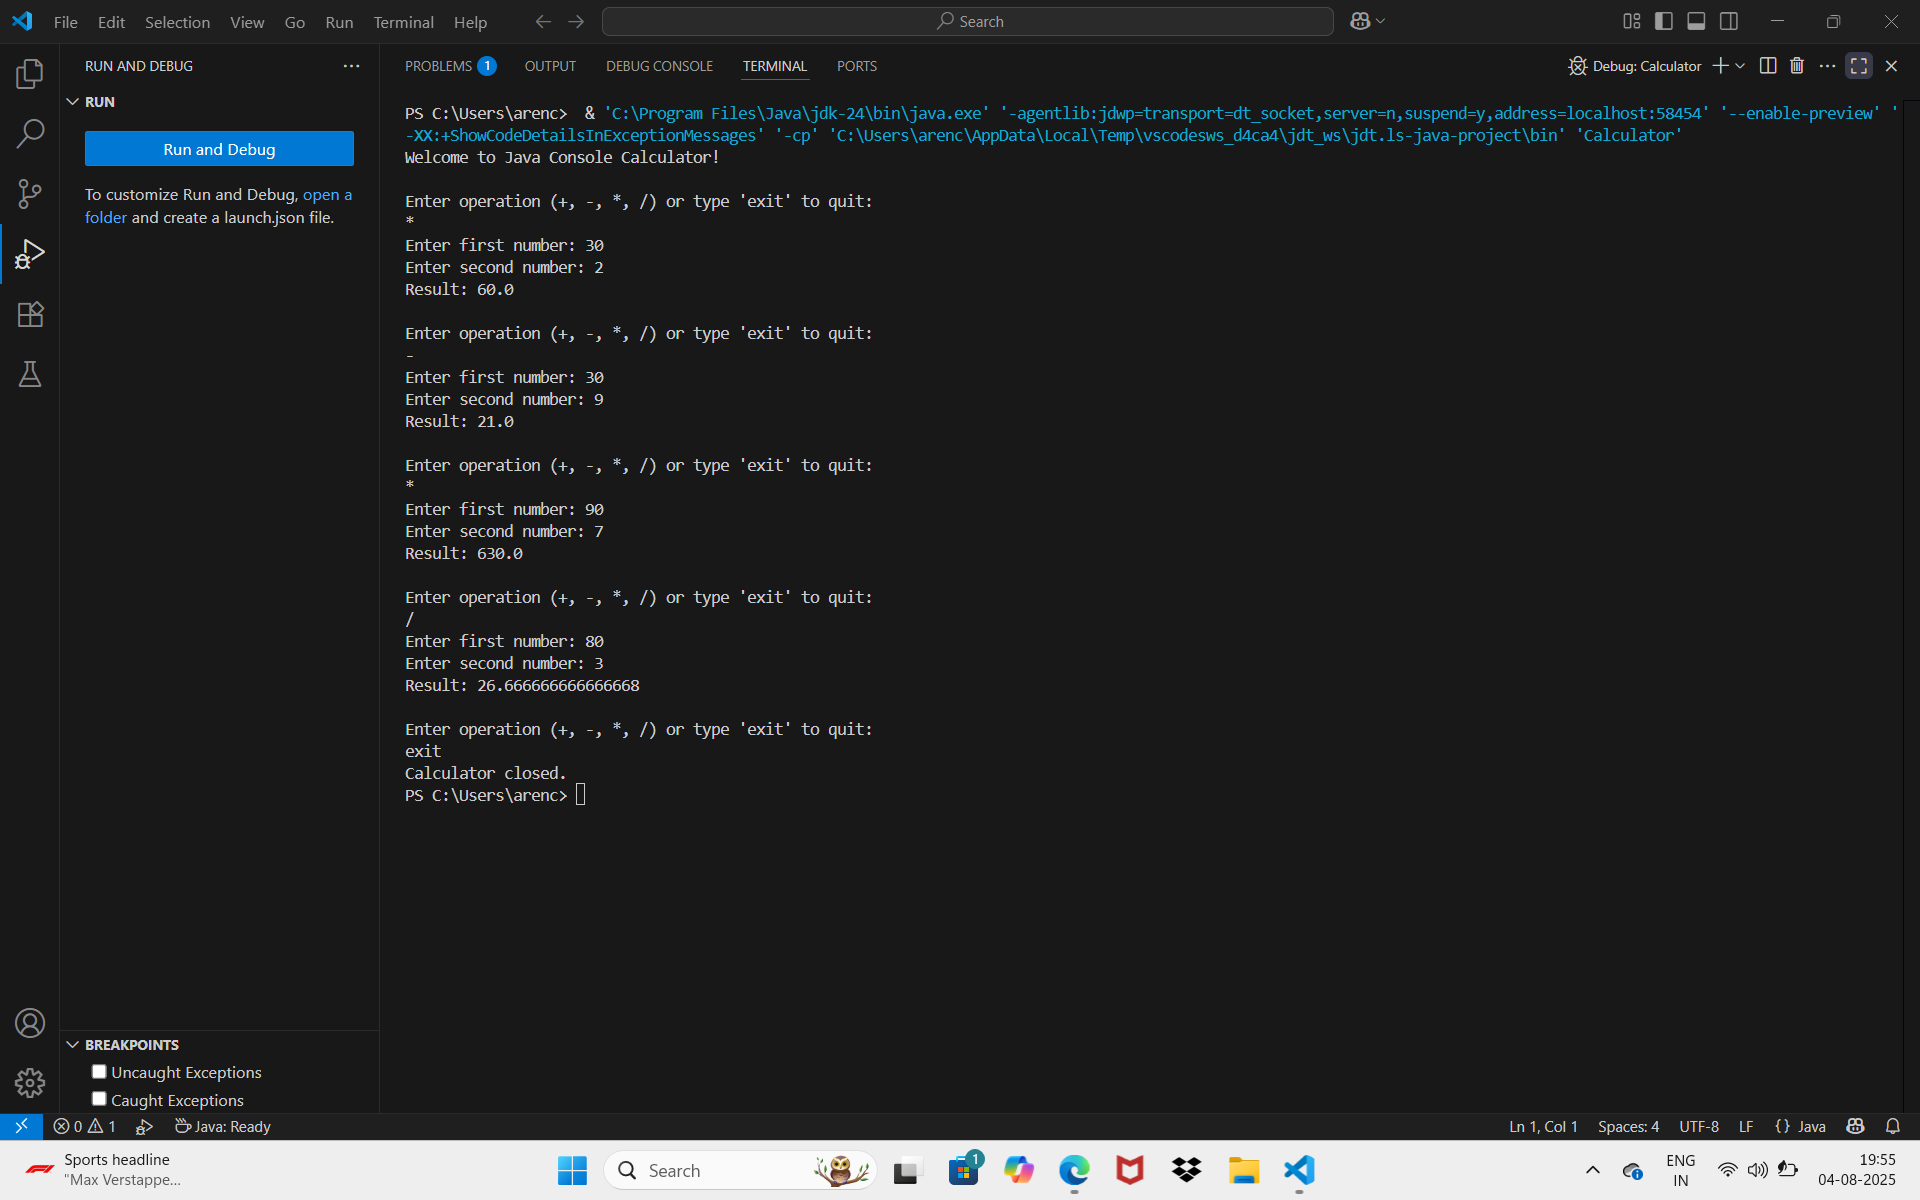 File Edit Selection View Go Run Terminal Help
Search
RUN AND DEBUG
RUN
Run and Debug
To customize Run and Debug, open a
folder and create a launch.json file.
BREAKPOINTS
Uncaught Exceptions
Caught Exceptions
PROBLEMS 1 OUTPUT DEBUG CONSOLE TERMINAL PORTS
Debug: Calculator
PS C:\Users\arenc>  & 'C:\Program Files\Java\jdk-24\bin\java.exe' '-agentlib:jdwp=transport=dt_socket,server=n,suspend=y,address=localhost:58454' '--enable-preview' '
-XX:+ShowCodeDetailsInExceptionMessages' '-cp' 'C:\Users\arenc\AppData\Local\Temp\vscodesws_d4ca4\jdt_ws\jdt.ls-java-project\bin' 'Calculator'
Welcome to Java Console Calculator!
Enter operation (+, -, *, /) or type 'exit' to quit:
*
Enter first number: 30
Enter second number: 2
Result: 60.0
Enter operation (+, -, *, /) or type 'exit' to quit:
-
Enter first number: 30
Enter second number: 9
Result: 21.0
Enter operation (+, -, *, /) or type 'exit' to quit:
*
Enter first number: 90
Enter second number: 7
Result: 630.0
Enter operation (+, -, *, /) or type 'exit' to quit:
/
Enter first number: 80
Enter second number: 3
Result: 26.666666666666668
Enter operation (+, -, *, /) or type 'exit' to quit:
exit
Calculator closed.
PS C:\Users\arenc>
0 1 Java: Ready
Ln 1, Col 1 Spaces: 4 UTF-8 LF {} Java
Sports headline
"Max Verstappe...
Search
1
ENG
IN
19:55
04-08-2025